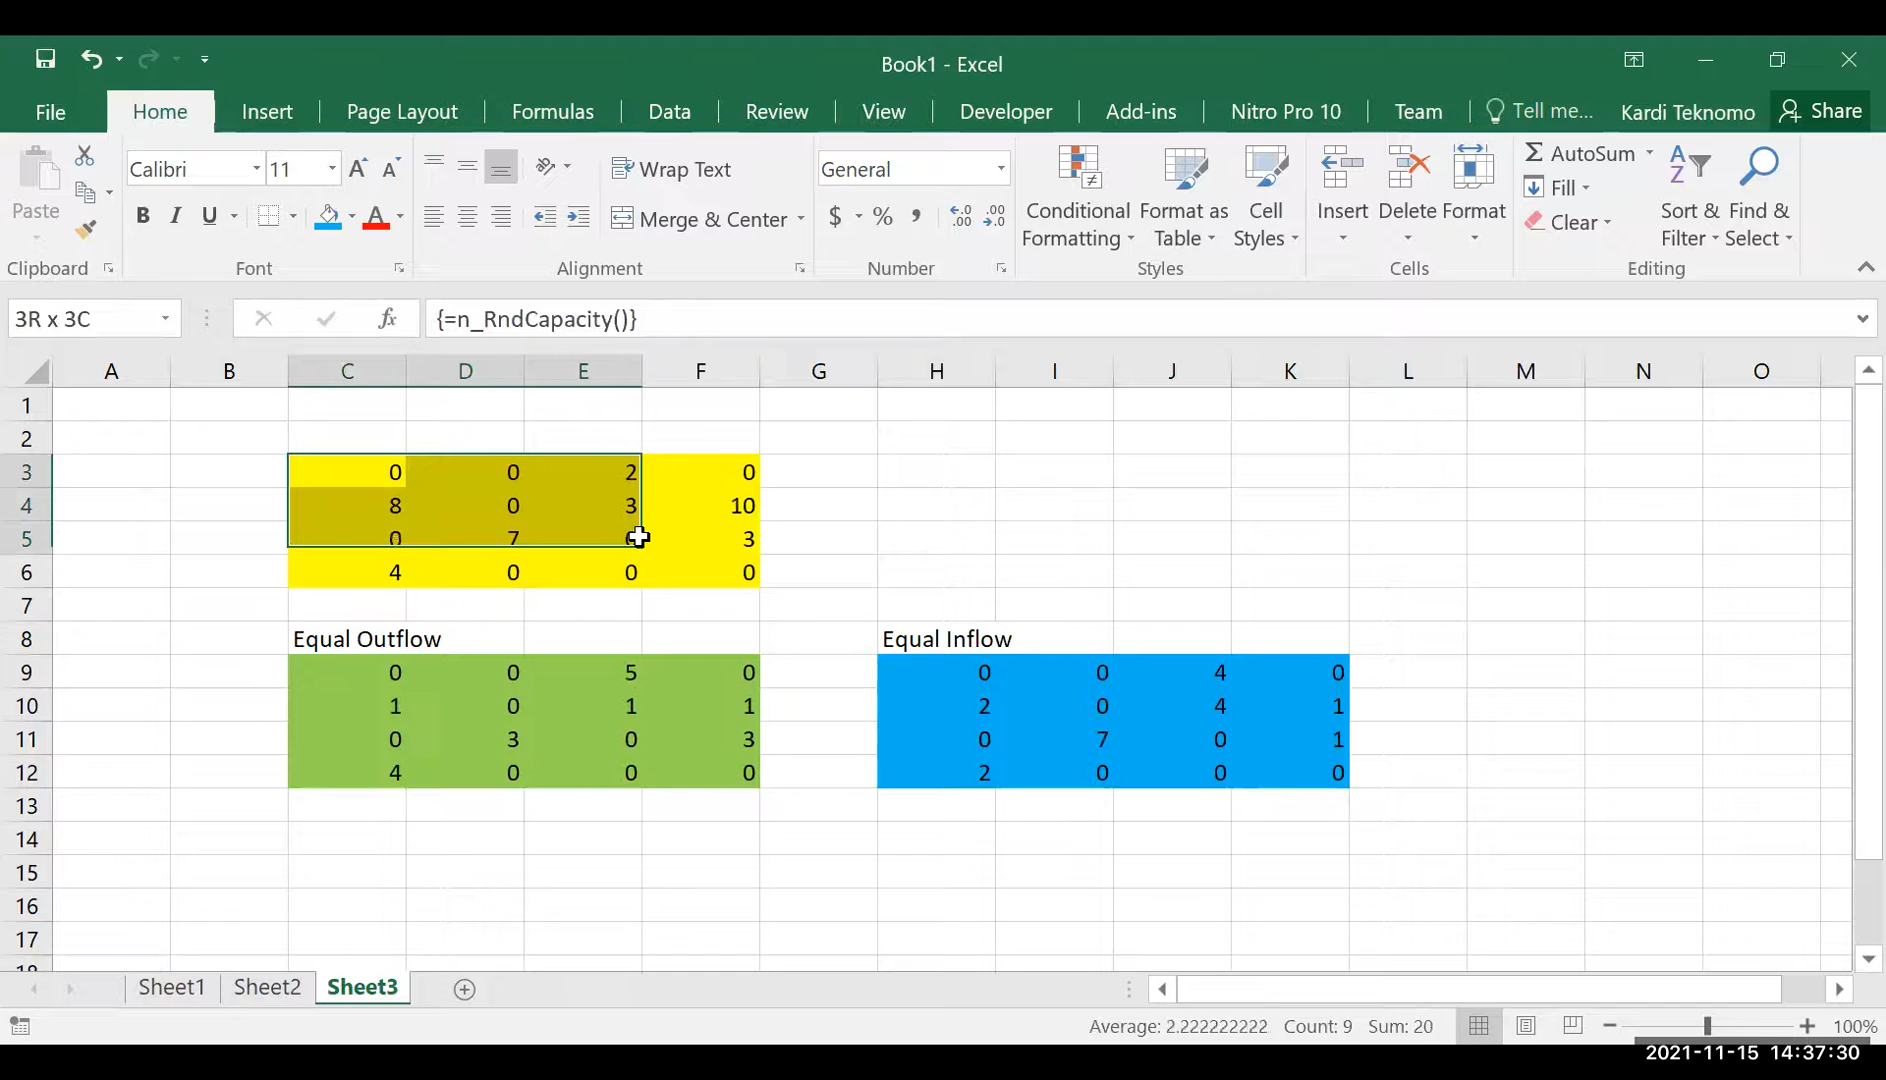 Book1 - Excel
File Home Insert Page Layout Formulas Data Review View Developer Add-ins Nitro Pro 10 Team Tell me... Kardi Teknomo Share
Paste
Clipboard
Calibri 11
B I U A
Font
Wrap Text
Merge & Center
Alignment
General
$ % , .0 .00 .00 .0
Number
Conditional Formatting
Format as Table
Cell Styles
Styles
Insert Delete Format
Cells
AutoSum
Fill
Clear
Sort & Filter
Find & Select
Editing
3R x 3C fx {=n_RndCapacity()}
A B C D E F G H I J K L M N O
1
2
3 0 0 2 0
4 8 0 3 10
5 0 7 3
6 4 0 0 0
7
8 Equal Outflow Equal Inflow
9 0 0 5 0 0 0 4 0
10 1 0 1 1 2 0 4 1
11 0 3 0 3 0 7 0 1
12 4 0 0 0 2 0 0 0
13
14
15
16
17
18
Sheet1 Sheet2 Sheet3
Average: 2.222222222 Count: 9 Sum: 20 100%
2021-11-15 14:37:30